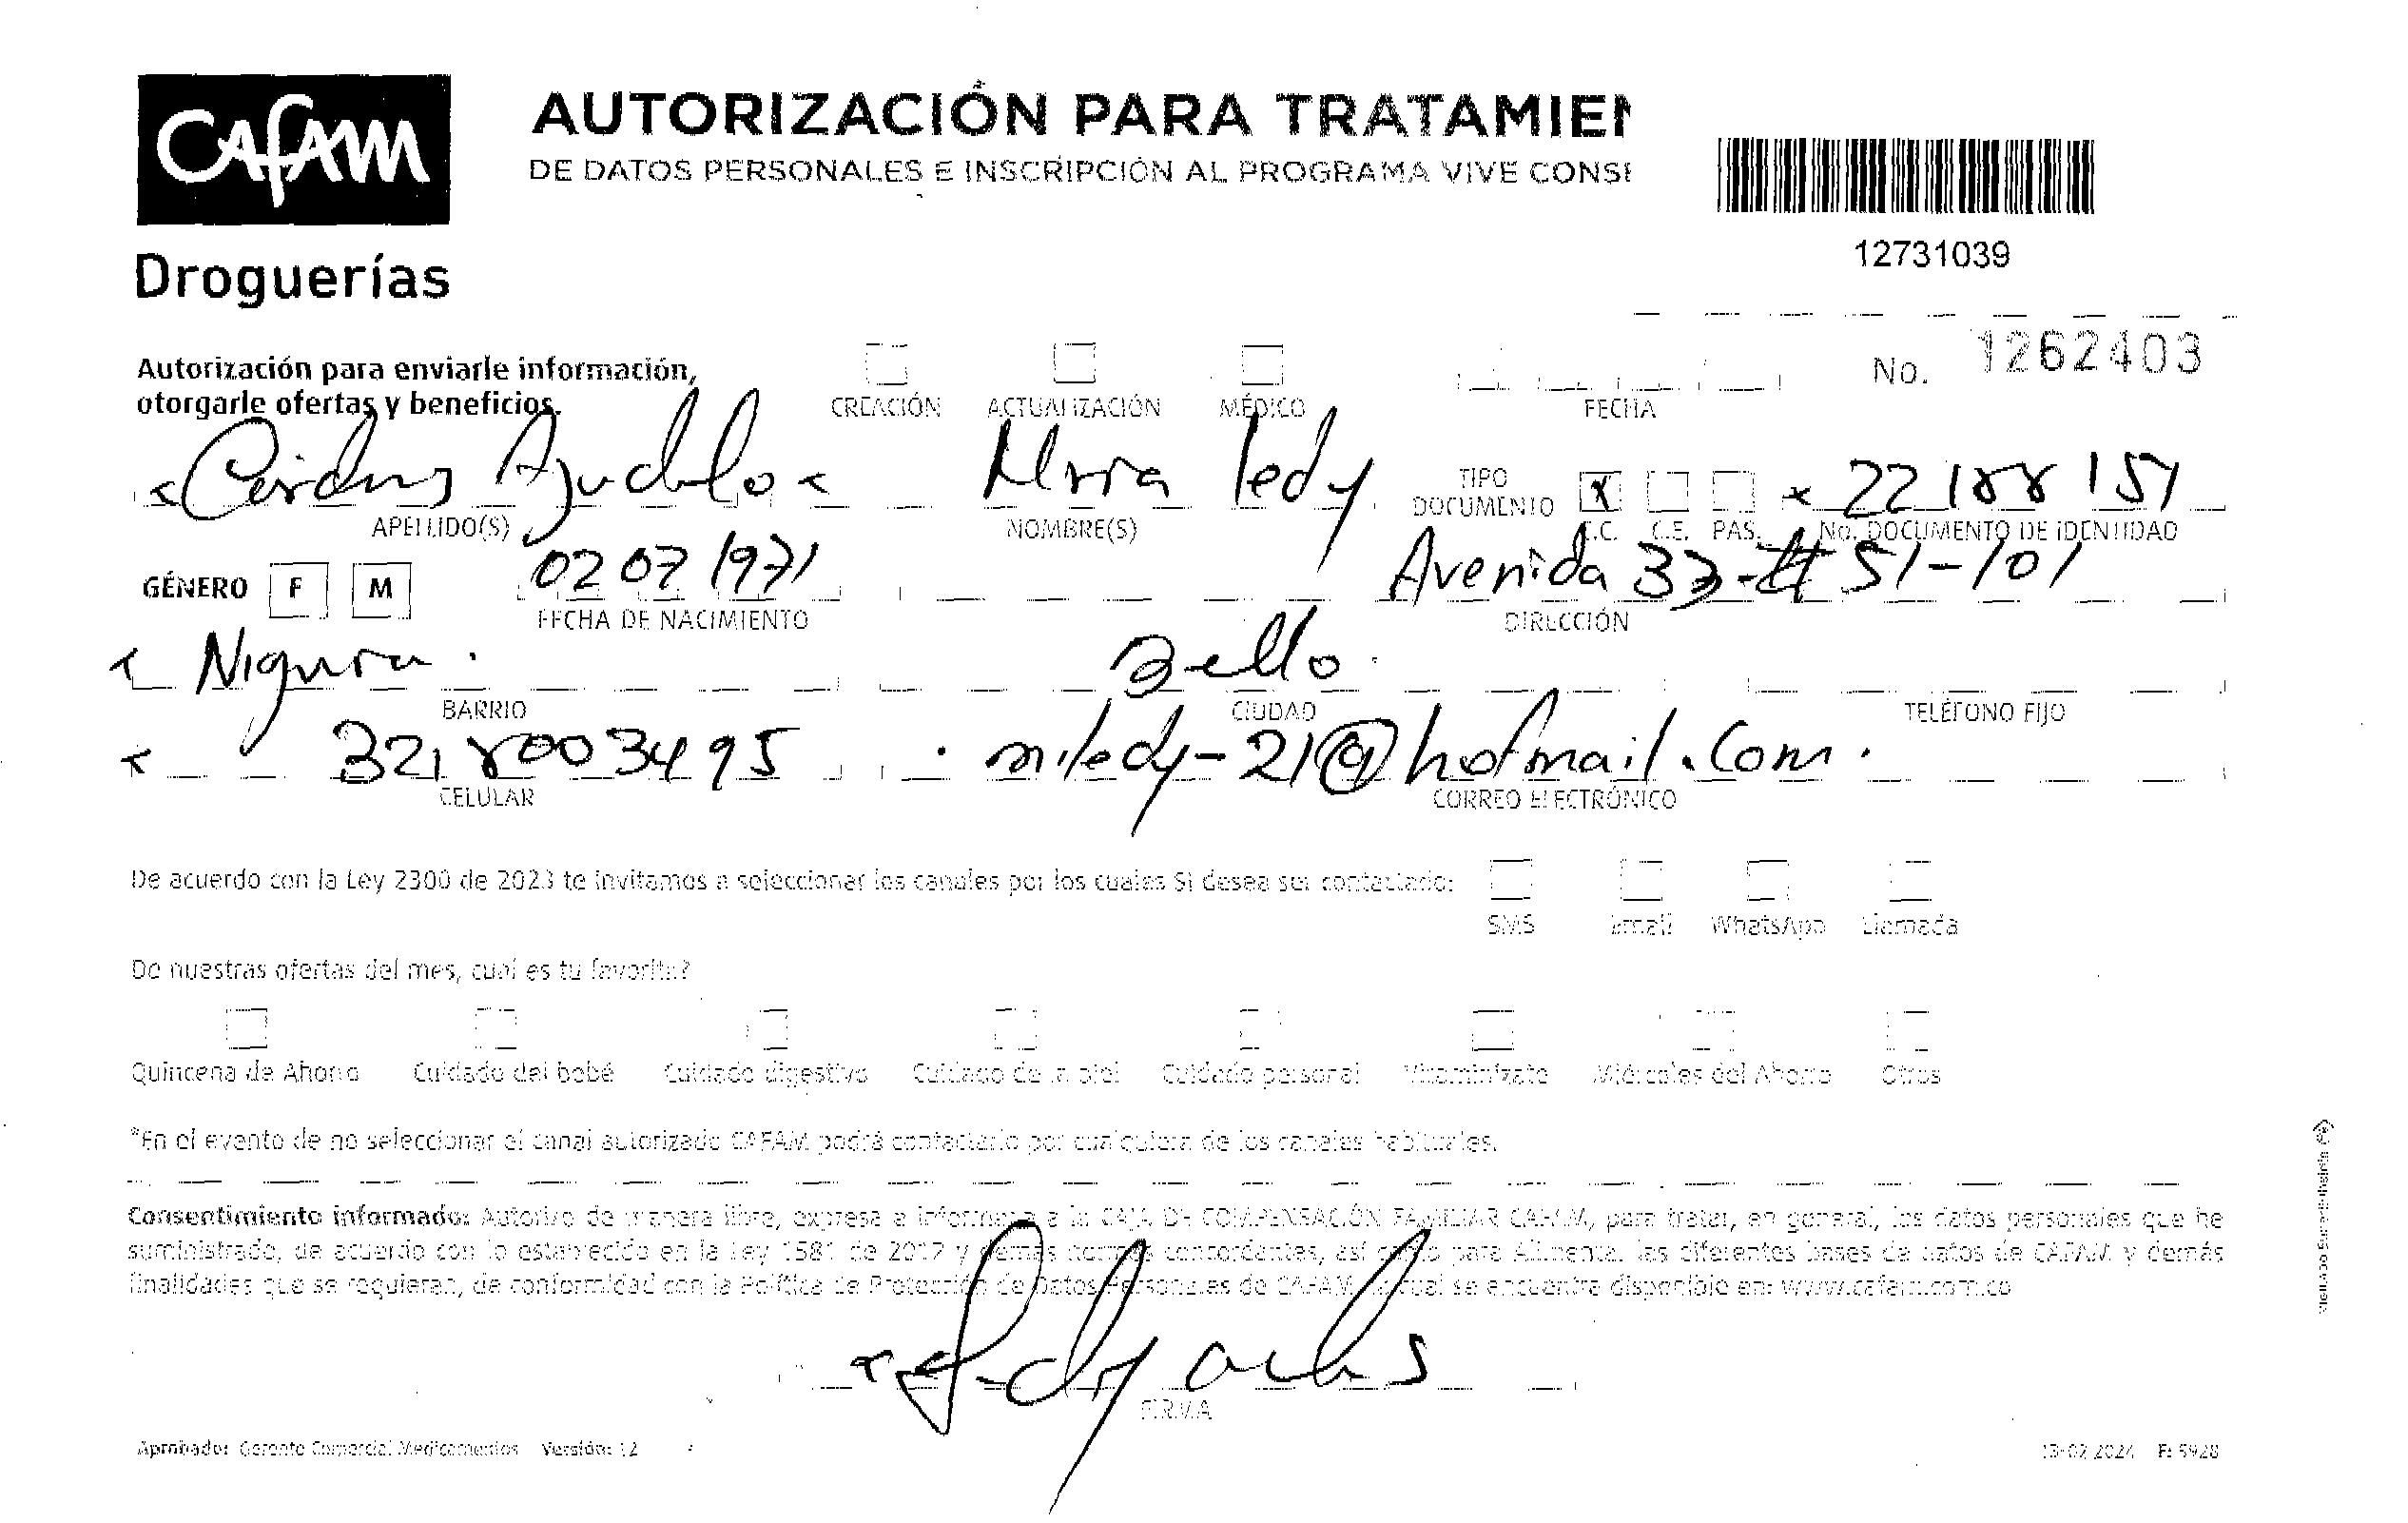 CAFAM
Droguerías
AUTORIZACIÓN PARA TRATAMIEN
DE DATOS PERSONALES E INSCRIPCIÓN AL PROGRAMA VIVE CONSE
12731039
Autorización para enviarle información,
otorgarle ofertas y beneficios.
CREACIÓN ACTUALIZACIÓN MÉDICO FECHA No. 1262403
Agudelo ledy 22188151
APELLIDO(S) NOMBRE(S) TIPO DOCUMENTO X C.C. C.E. PAS. No. DOCUMENTO DE IDENTIDAD
GÉNERO F M 02 07 1971 Avenida 33 # 51-101
FECHA DE NACIMIENTO DIRECCIÓN
Niquia. Bello.
BARRIO CIUDAD TELÉFONO FIJO
3218003495 miledy-21@hotmail.com.
CELULAR CORREO ELECTRÓNICO
De acuerdo con la Ley 2300 de 2023 te invitamos a seleccionar los canales por los cuales SI desea ser contactado:
SMS Email WhatsApp Llamada
De nuestras ofertas del mes, cual es tu favorita?
Quincena de Ahorro Cuidado del bebé Cuidado digestivo Cuidado de la piel Cuidado personal Vitaminízate Miércoles del Ahorro Otros
*En el evento de no seleccionar el canal autorizado CAFAM podrá contactarlo por cualquiera de los canales habituales.
Consentimiento informado: Autorizo de manera libre, expresa e informada a la CAJA DE COMPENSACIÓN FAMILIAR CAFAM, para tratar, en general, los datos personales que he
suministrado, de acuerdo con lo establecido en la Ley 1581 de 2012 y demás normas concordantes, así como para Alimentar las diferentes bases de datos de CAFAM y demás
finalidades que se requieran, de conformidad con la Política de Protección de Datos Personales de CAFAM la cual se encuentra disponible en: www.cafam.com.co
FIRMA
Aprobado: Gerente Comercial Medicamentos Versión: 12
13-02-2024 F: 5928